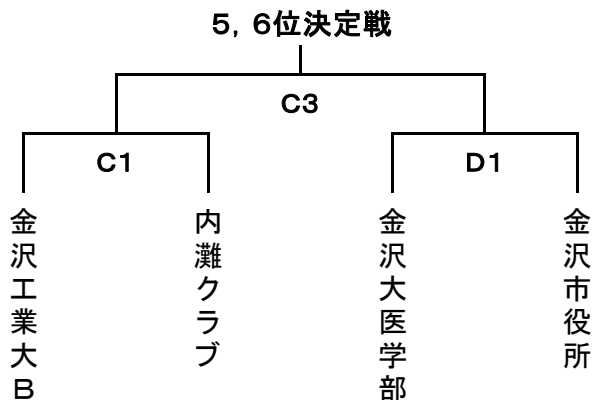 5，6位決定戦
C3
C1
D1
金沢工業大B
内灘クラブ
金沢大医学部
金沢市役所